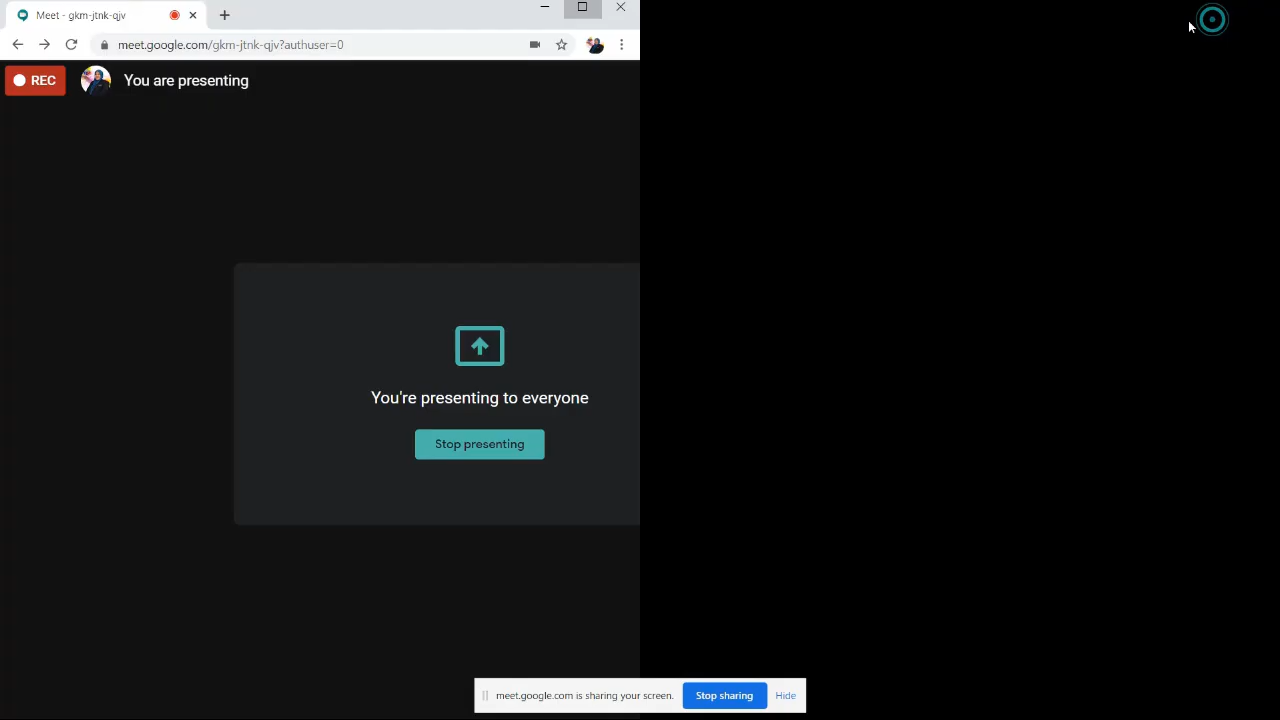 Meet - gkm-jtnk-qjv
meet.google.com/gkm-jtnk-qjv?authuser=0
REC
You are presenting
You're presenting to everyone
Stop presenting
meet.google.com is sharing your screen.
Stop sharing
Hide